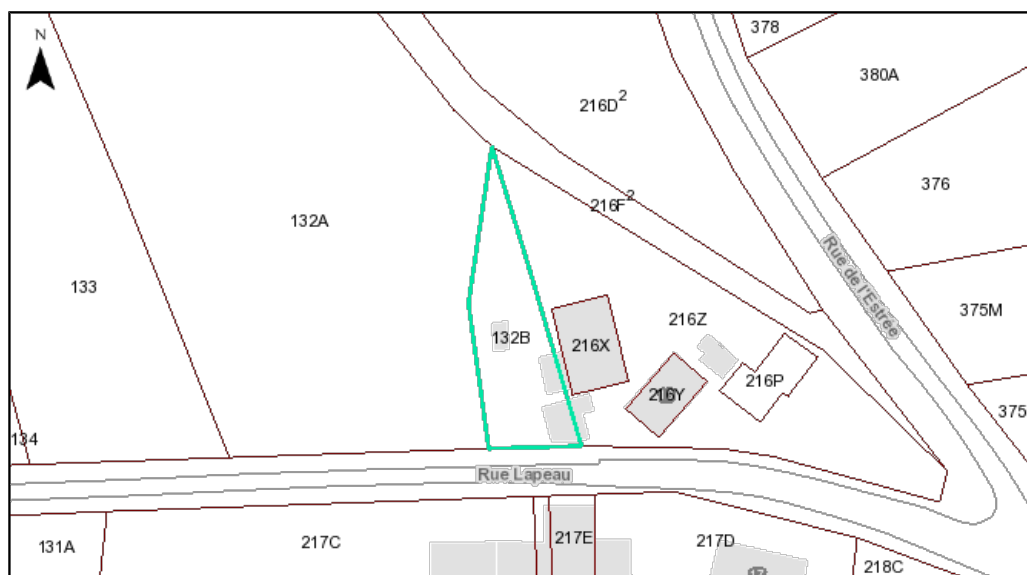 378
N
380A
216D²
376
216F²
132A
133
Rue de l'Estrée
375M
216Z
132B
216X
216P
216Y
375
134
Rue Lapeau
217E
217C
217D
131A
218C